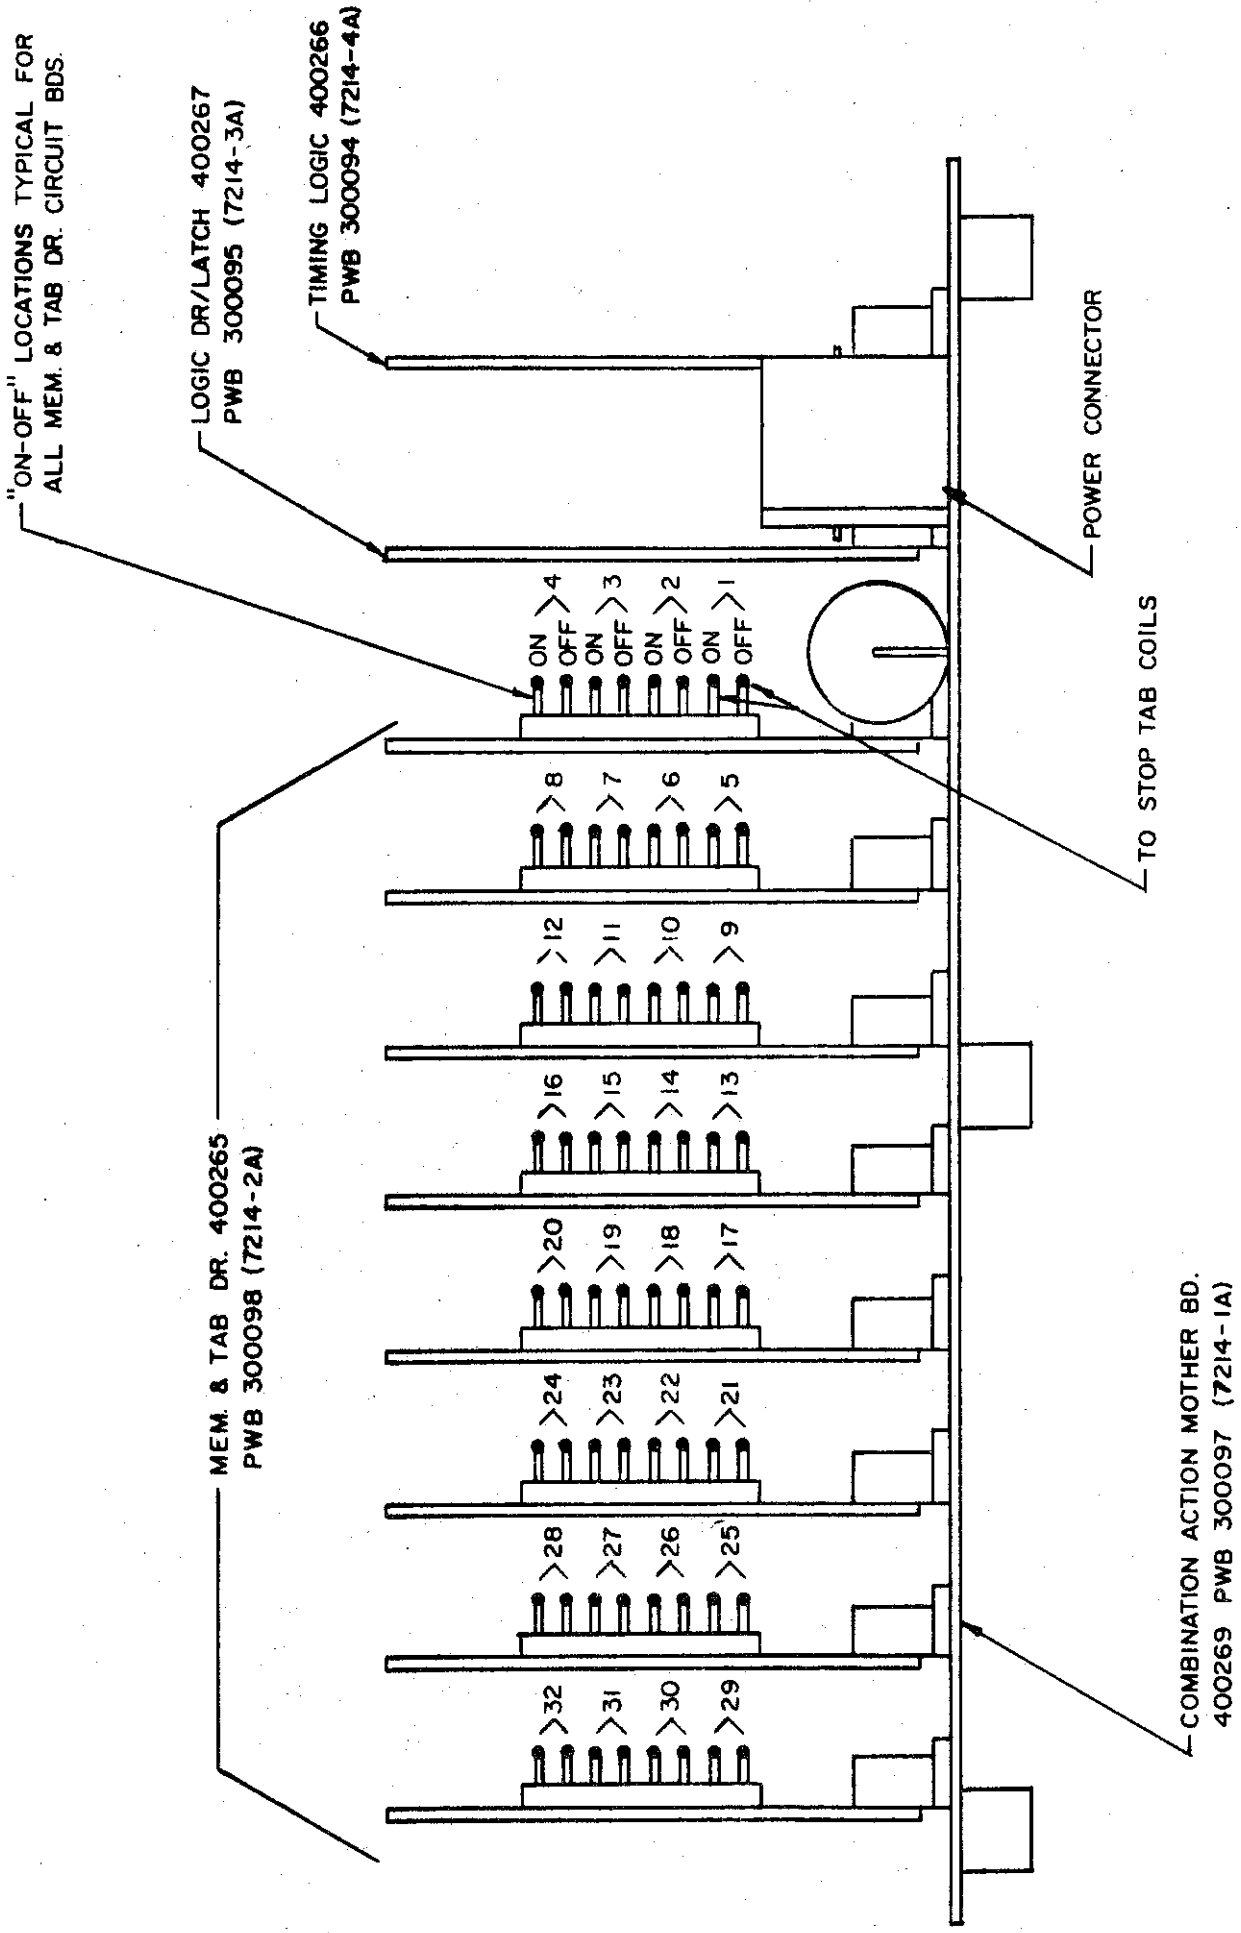 "ON-OFF" LOCATIONS TYPICAL FOR
ALL MEM. & TAB DR. CIRCUIT BDS.
LOGIC DR/LATCH 400267
PWB 300095 (7214-3A)
TIMING LOGIC 400266
PWB 300094 (7214-4A)
MEM. & TAB DR. 400265
PWB 300098 (7214-2A)
32
31
30
29
28
27
26
25
24
23
22
21
20
19
18
17
16
15
14
13
12
11
10
9
8
7
6
5
ON
OFF
4
ON
OFF
3
ON
OFF
2
ON
OFF
1
POWER CONNECTOR
TO STOP TAB COILS
COMBINATION ACTION MOTHER BD.
400269 PWB 300097 (7214-1A)